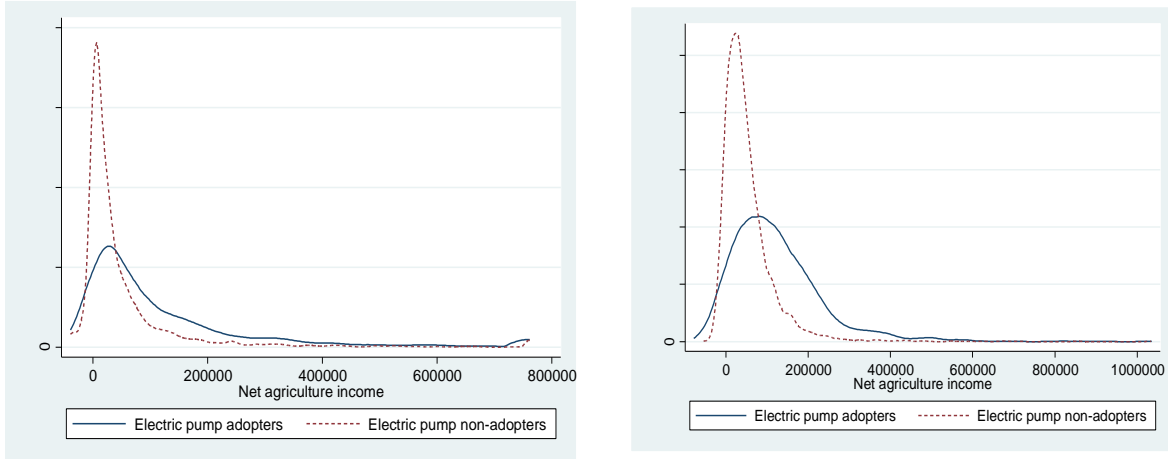 0
0 200000 400000 600000 800000
Net agriculture income
Electric pump adopters Electric pump non-adopters
0
0 200000 400000 600000 800000 1000000
Net agriculture income
Electric pump adopters Electric pump non-adopters